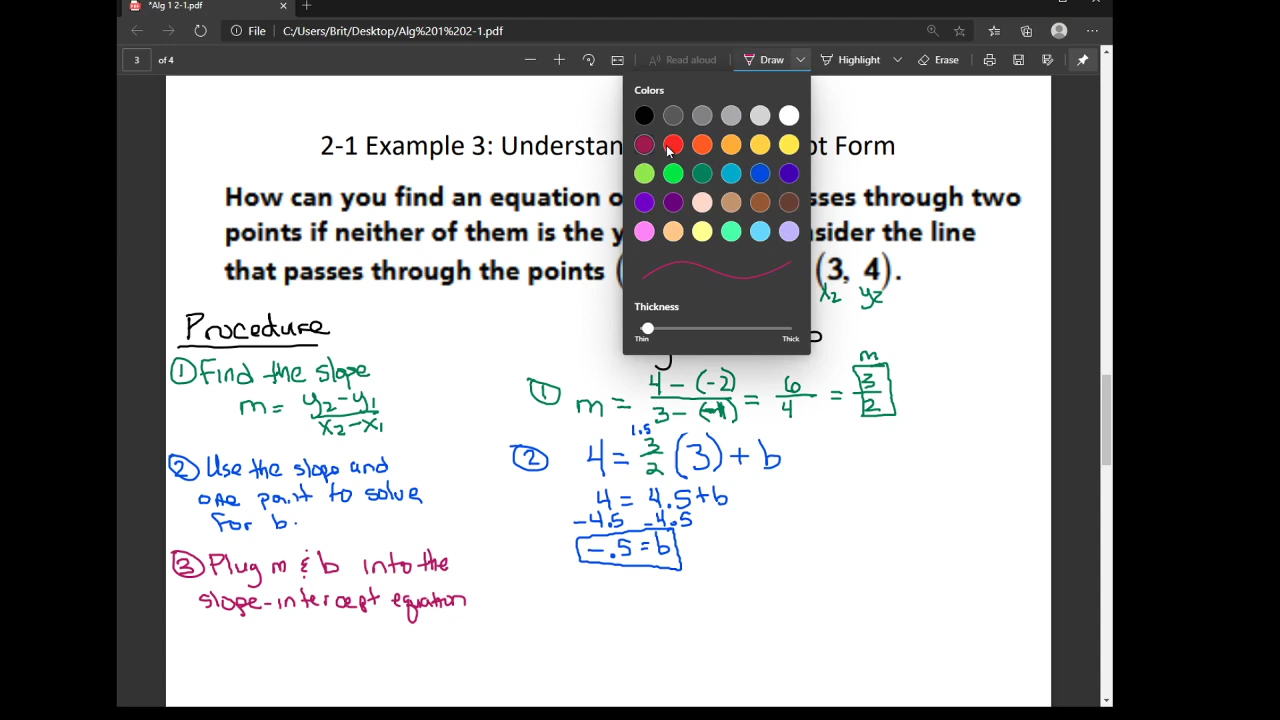 *Alg 1 2-1.pdf
File C:/Users/Brit/Desktop/Alg%201%202-1.pdf
3 of 4 Read aloud Draw Highlight Erase
Colors
Thickness
Thin Thick
2-1 Example 3: Understan pt Form
How can you find an equation o sses through two
points if neither of them is the y nsider the line
that passes through the points ( (3, 4).
x2 y2
Procedure
① Find the slope
m = y2-y1
x2-x1
② Use the slope and
one point to solve
for b.
③ Plug m & b into the
slope-intercept equation
m
① m = 4-(-2) = 6 = 3
3-(-1) 4 2
1.5
② 4 = 3/2 (3) + b
4 = 4.5 + b
-4.5 -4.5
-.5 = b